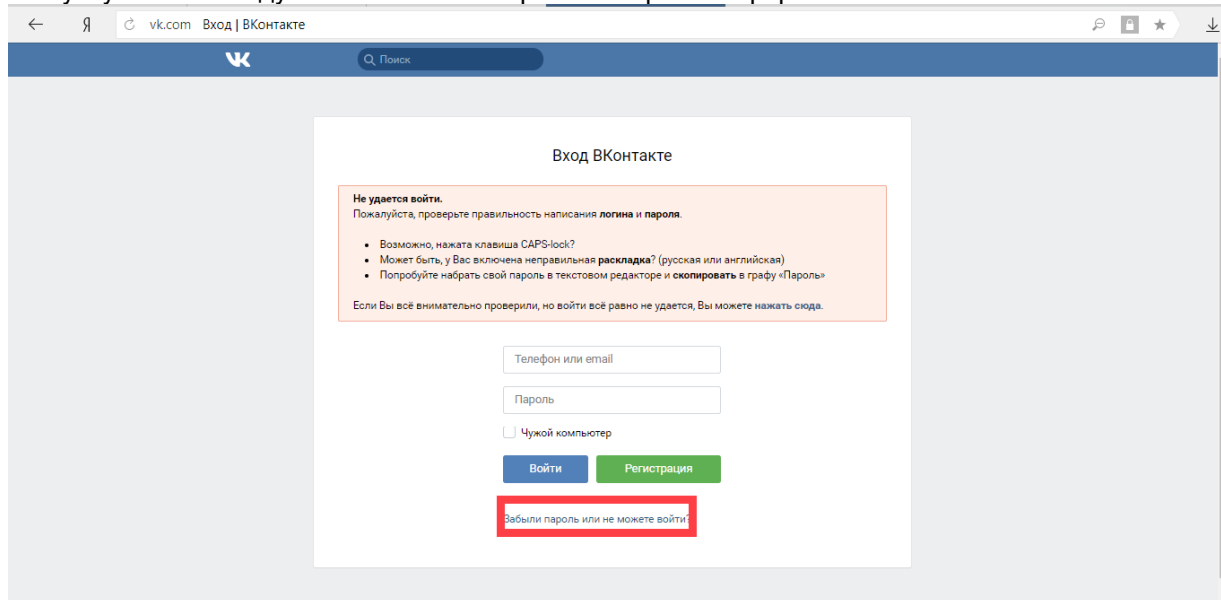 Я vk.com Вход | ВКонтакте
Поиск
Вход ВКонтакте
Не удается войти.
Пожалуйста, проверьте правильность написания логина и пароля.
• Возможно, нажата клавиша CAPS-lock?
• Может быть, у Вас включена неправильная раскладка? (русская или английская)
• Попробуйте набрать свой пароль в текстовом редакторе и скопировать в графу «Пароль»
Если Вы всё внимательно проверили, но войти всё равно не удается, Вы можете нажать сюда.
Телефон или email
Пароль
Чужой компьютер
Войти Регистрация
Забыли пароль или не можете войти?